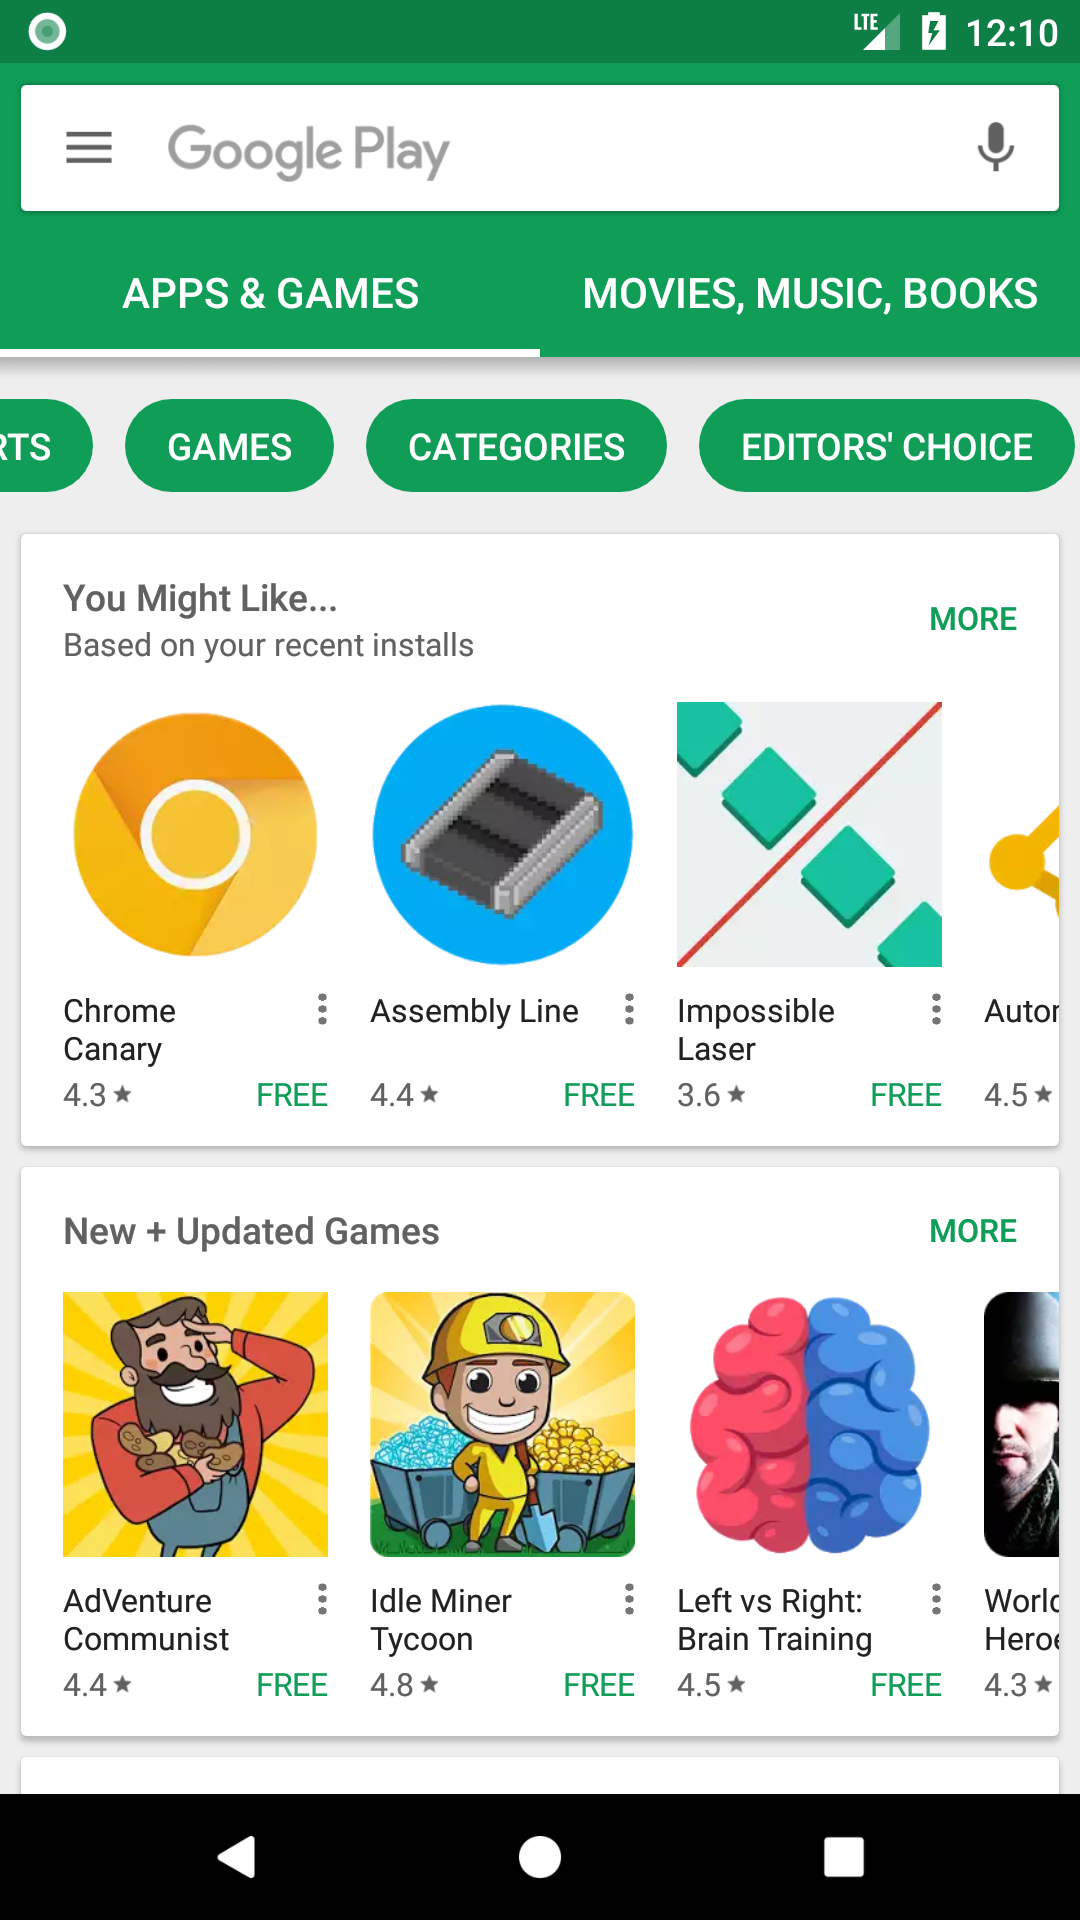 LTE 12:10
Google Play
APPS & GAMES MOVIES, MUSIC, BOOKS
RTS GAMES CATEGORIES EDITORS' CHOICE
You Might Like...
MORE
Based on your recent installs
Chrome Canary
4.3 FREE
Assembly Line
4.4 FREE
Impossible Laser
3.6 FREE
4.5
New + Updated Games
MORE
AdVenture Communist
4.4 FREE
Idle Miner Tycoon
4.8 FREE
Left vs Right: Brain Training
4.5 FREE
4.3